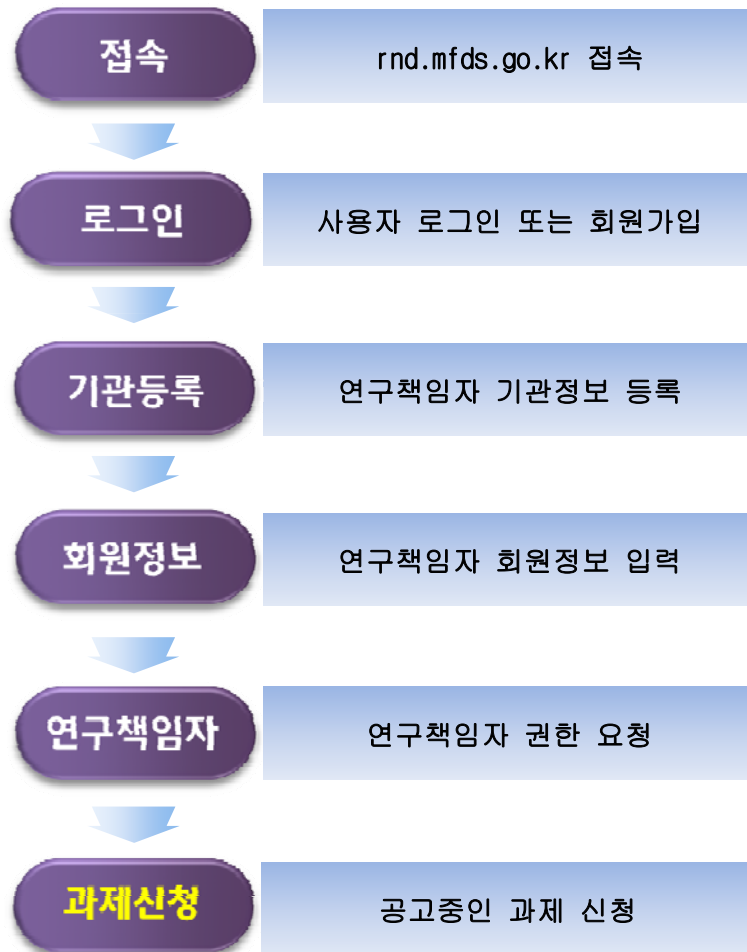 접속
rnd.mfds.go.kr 접속
로그인
사용자 로그인 또는 회원가입
기관등록
연구책임자 기관정보 등록
회원정보
연구책임자 회원정보 입력
연구책임자
연구책임자 권한 요청
과제신청
공고중인 과제 신청